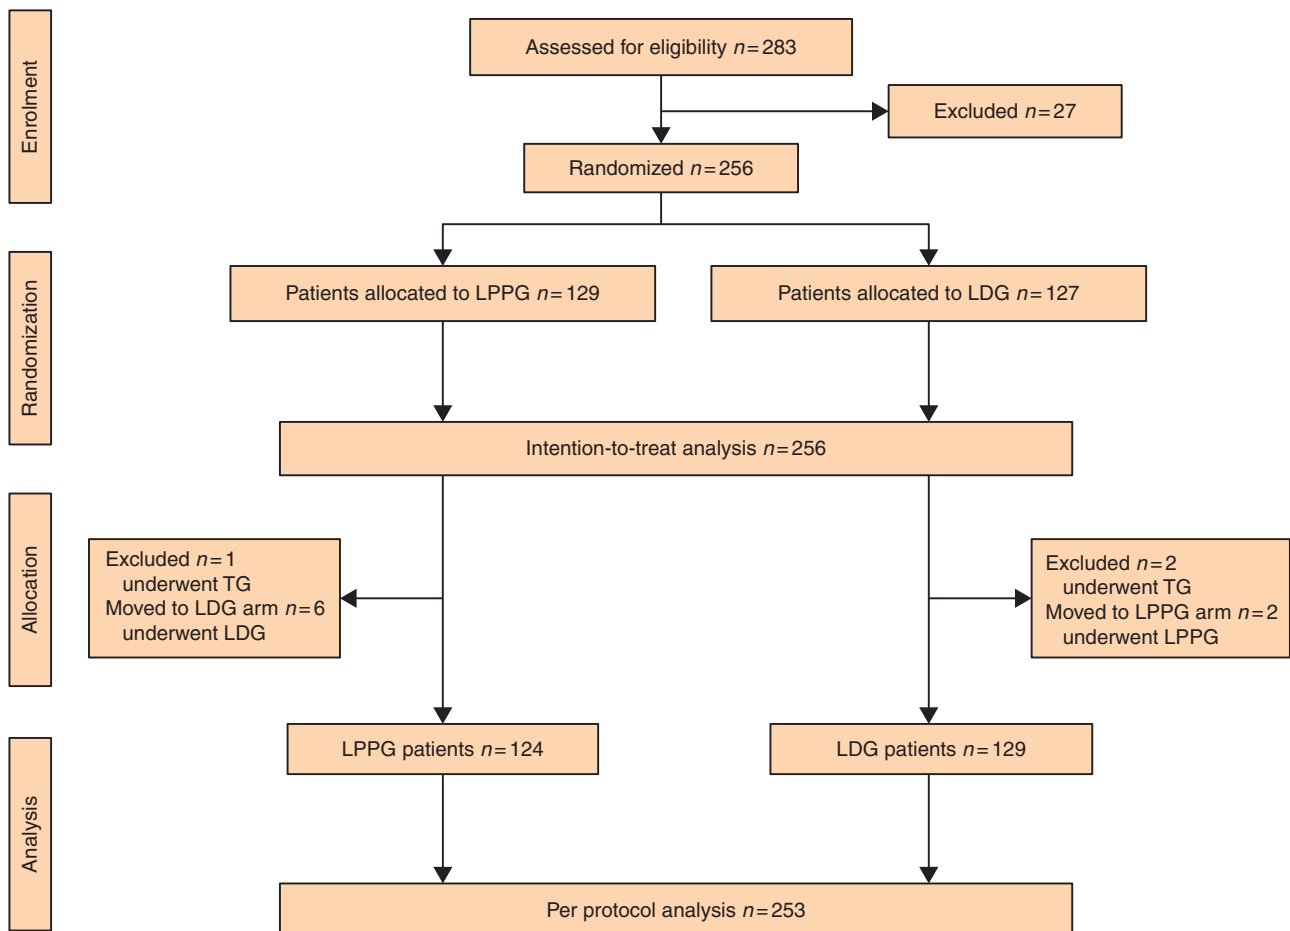 Enrolment
Assessed for eligibility n=283
Excluded n=27
Randomized n=256
Randomization
Patients allocated to LPPG n=129
Patients allocated to LDG n=127
Intention-to-treat analysis n=256
Allocation
Excluded n=1
underwent TG
Moved to LDG arm n=6
underwent LDG
Excluded n=2
underwent TG
Moved to LPPG arm n=2
underwent LPPG
Analysis
LPPG patients n=124
LDG patients n=129
Per protocol analysis n=253